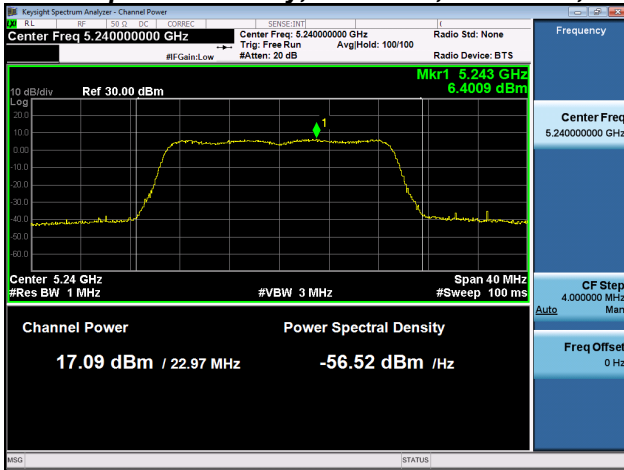 Keysight Spectrum Analyzer - Channel Power
RL RF 50 Ω DC CORREC SENSE:INT
Center Freq 5.240000000 GHz
Center Freq: 5.240000000 GHz
Radio Std: None
Trig: Free Run Avg|Hold: 100/100
#IFGain:Low #Atten: 20 dB Radio Device: BTS
Mkr1 5.243 GHz
6.4009 dBm
10 dB/div Ref 30.00 dBm
Log
20.0
10.0
0.00
-10.0
-20.0
-30.0
-40.0
-50.0
-60.0
1
Center 5.24 GHz Span 40 MHz
#Res BW 1 MHz #VBW 3 MHz #Sweep 100 ms
Channel Power Power Spectral Density
17.09 dBm / 22.97 MHz -56.52 dBm /Hz
MSG STATUS
Frequency
Center Freq
5.240000000 GHz
CF Step
4.000000 MHz
Auto Man
Freq Offset
0 Hz